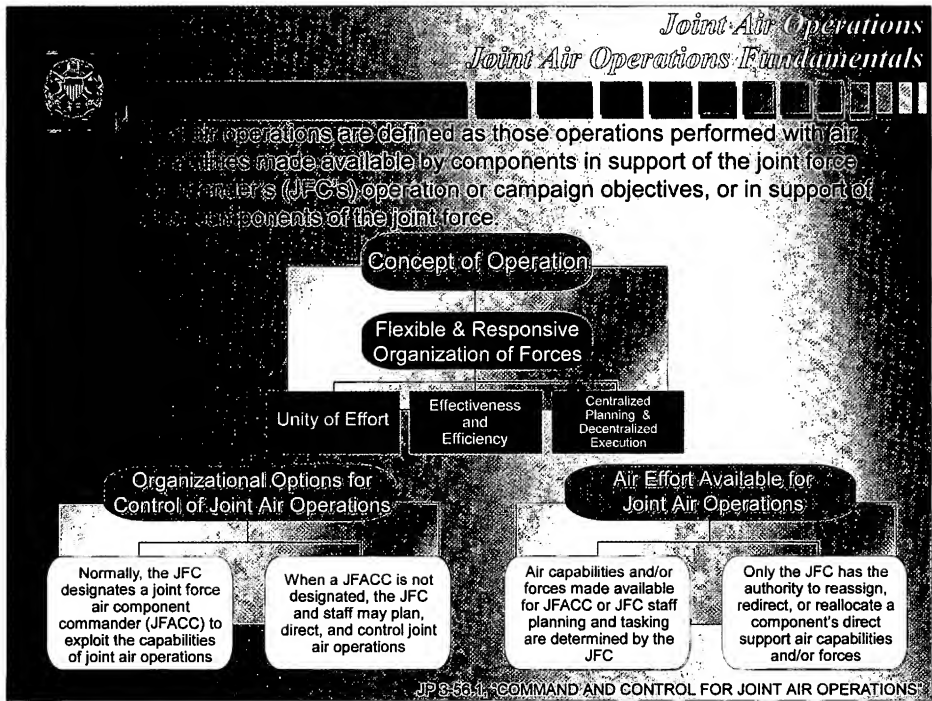 Joint Air Operations
Joint Air Operations Fundamentals
air operations are defined as those operations performed with air
made available by components in support of the joint force
(JFC's) operation or campaign objectives, or in support of
components of the joint force
Concept of Operation
Flexible & Responsive
Organization of Forces
Unity of Effort
Effectiveness
and
Efficiency
Centralized
Planning &
Decentralized
Execution
Organizational Options for
Control of Joint Air Operations
Air Effort Available for
Joint Air Operations
Normally, the JFC
designates a joint force
air component
commander (JFACC) to
exploit the capabilities
of joint air operations
When a JFACC is not
designated, the JFC
and staff may plan,
direct, and control joint
air operations
Air capabilities and/or
forces made available
for JFACC or JFC staff
planning and tasking
are determined by the
JFC
Only the JFC has the
authority to reassign,
redirect, or reallocate a
component's direct
support air capabilities
and/or forces
JP 3-56.1, "COMMAND AND CONTROL FOR JOINT AIR OPERATIONS"